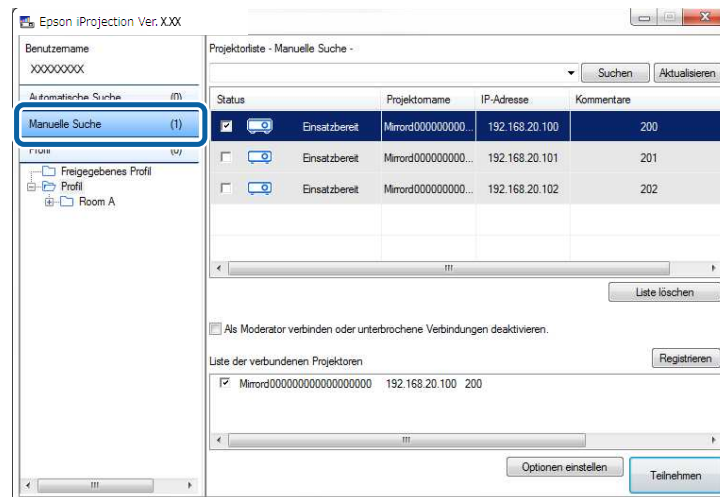 Epson iProjection Ver. X.XX
Benutzername
XXXXXXXX
Automatische Suche (0)
Manuelle Suche (1)
Profil (0)
Freigegebenes Profil
Profil
Room A
Projektorliste - Manuelle Suche -
Suchen Aktualisieren
Status Projektorname IP-Adresse Kommentare
Einsatzbereit Mirrord000000000... 192.168.20.100 200
Einsatzbereit Mirrord000000000... 192.168.20.101 201
Einsatzbereit Mirrord000000000... 192.168.20.102 202
Liste löschen
Als Moderator verbinden oder unterbrochene Verbindungen deaktivieren.
Liste der verbundenen Projektoren Registrieren
Mirrord000000000000000000 192.168.20.100 200
Optionen einstellen Teilnehmen